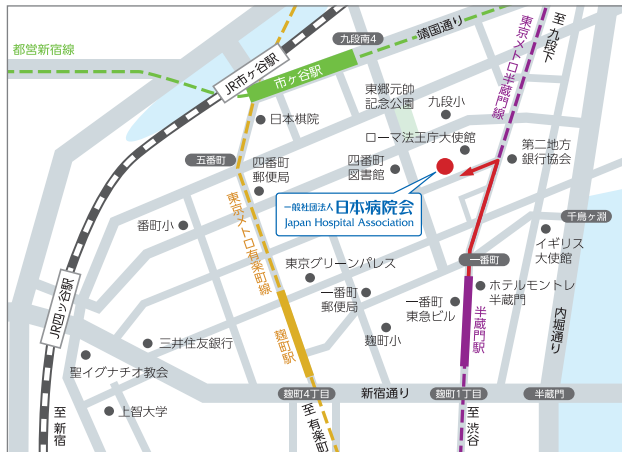 都営新宿線
JR市ヶ谷駅
市ヶ谷駅
九段南4
靖国通り
東京メトロ半蔵門線
至 九段下
東郷元帥
記念公園
九段小
日本棋院
ローマ法王庁大使館
第二地方
銀行協会
五番町
四番町
郵便局
四番町
図書館
一般社団法人 日本病院会
Japan Hospital Association
東京メトロ有楽町線
番町小
千鳥ヶ淵
イギリス
大使館
一番町
東京グリーンパレス
一番町
郵便局
一番町
東急ビル
ホテルモントレ
半蔵門
JR四ッ谷駅
三井住友銀行
麹町駅
麹町小
半蔵門駅
内堀通り
聖イグナチオ教会
上智大学
麹町4丁目
新宿通り
麹町1丁目
半蔵門
至 新宿
至 有楽町
至 渋谷